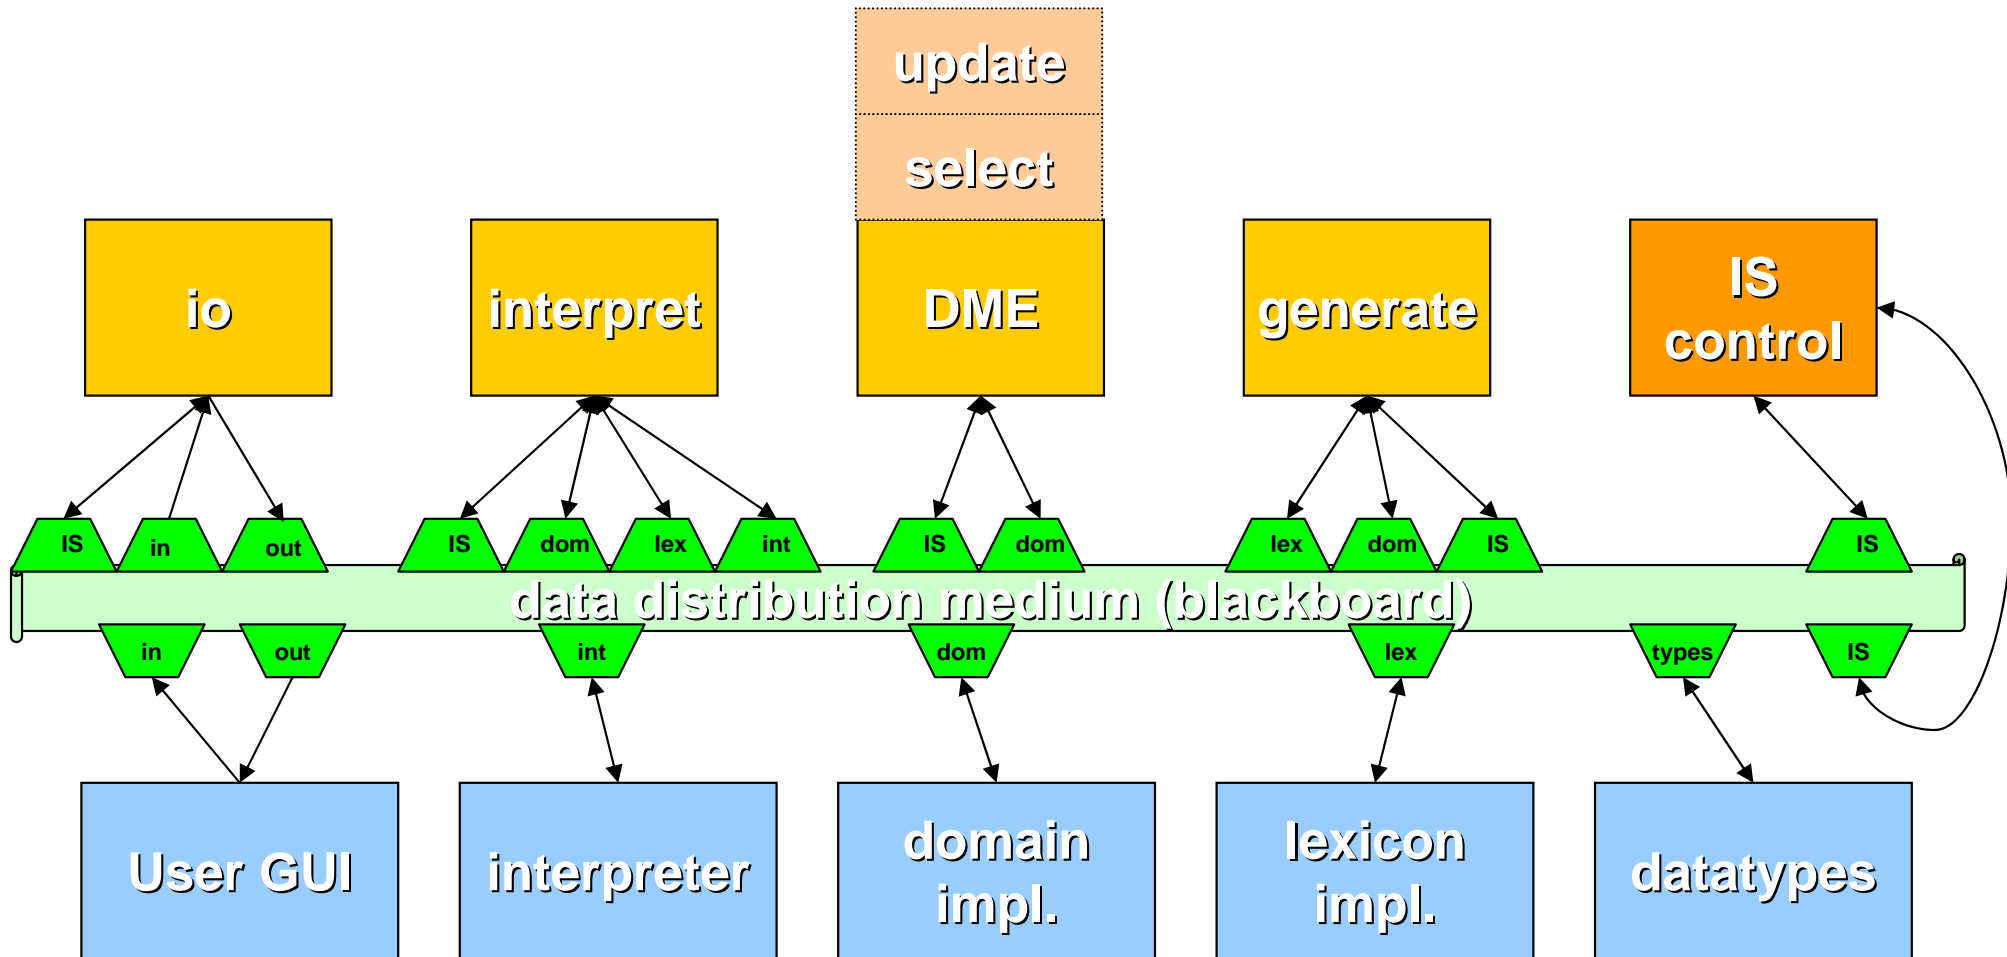 update
select
io
interpret
DME
generate
IS
control
IS
in
out
IS
dom
lex
int
IS
dom
lex
dom
IS
IS
data distribution medium (blackboard)
in
out
int
dom
lex
types
IS
User GUI
interpreter
domain
impl.
lexicon
impl.
datatypes